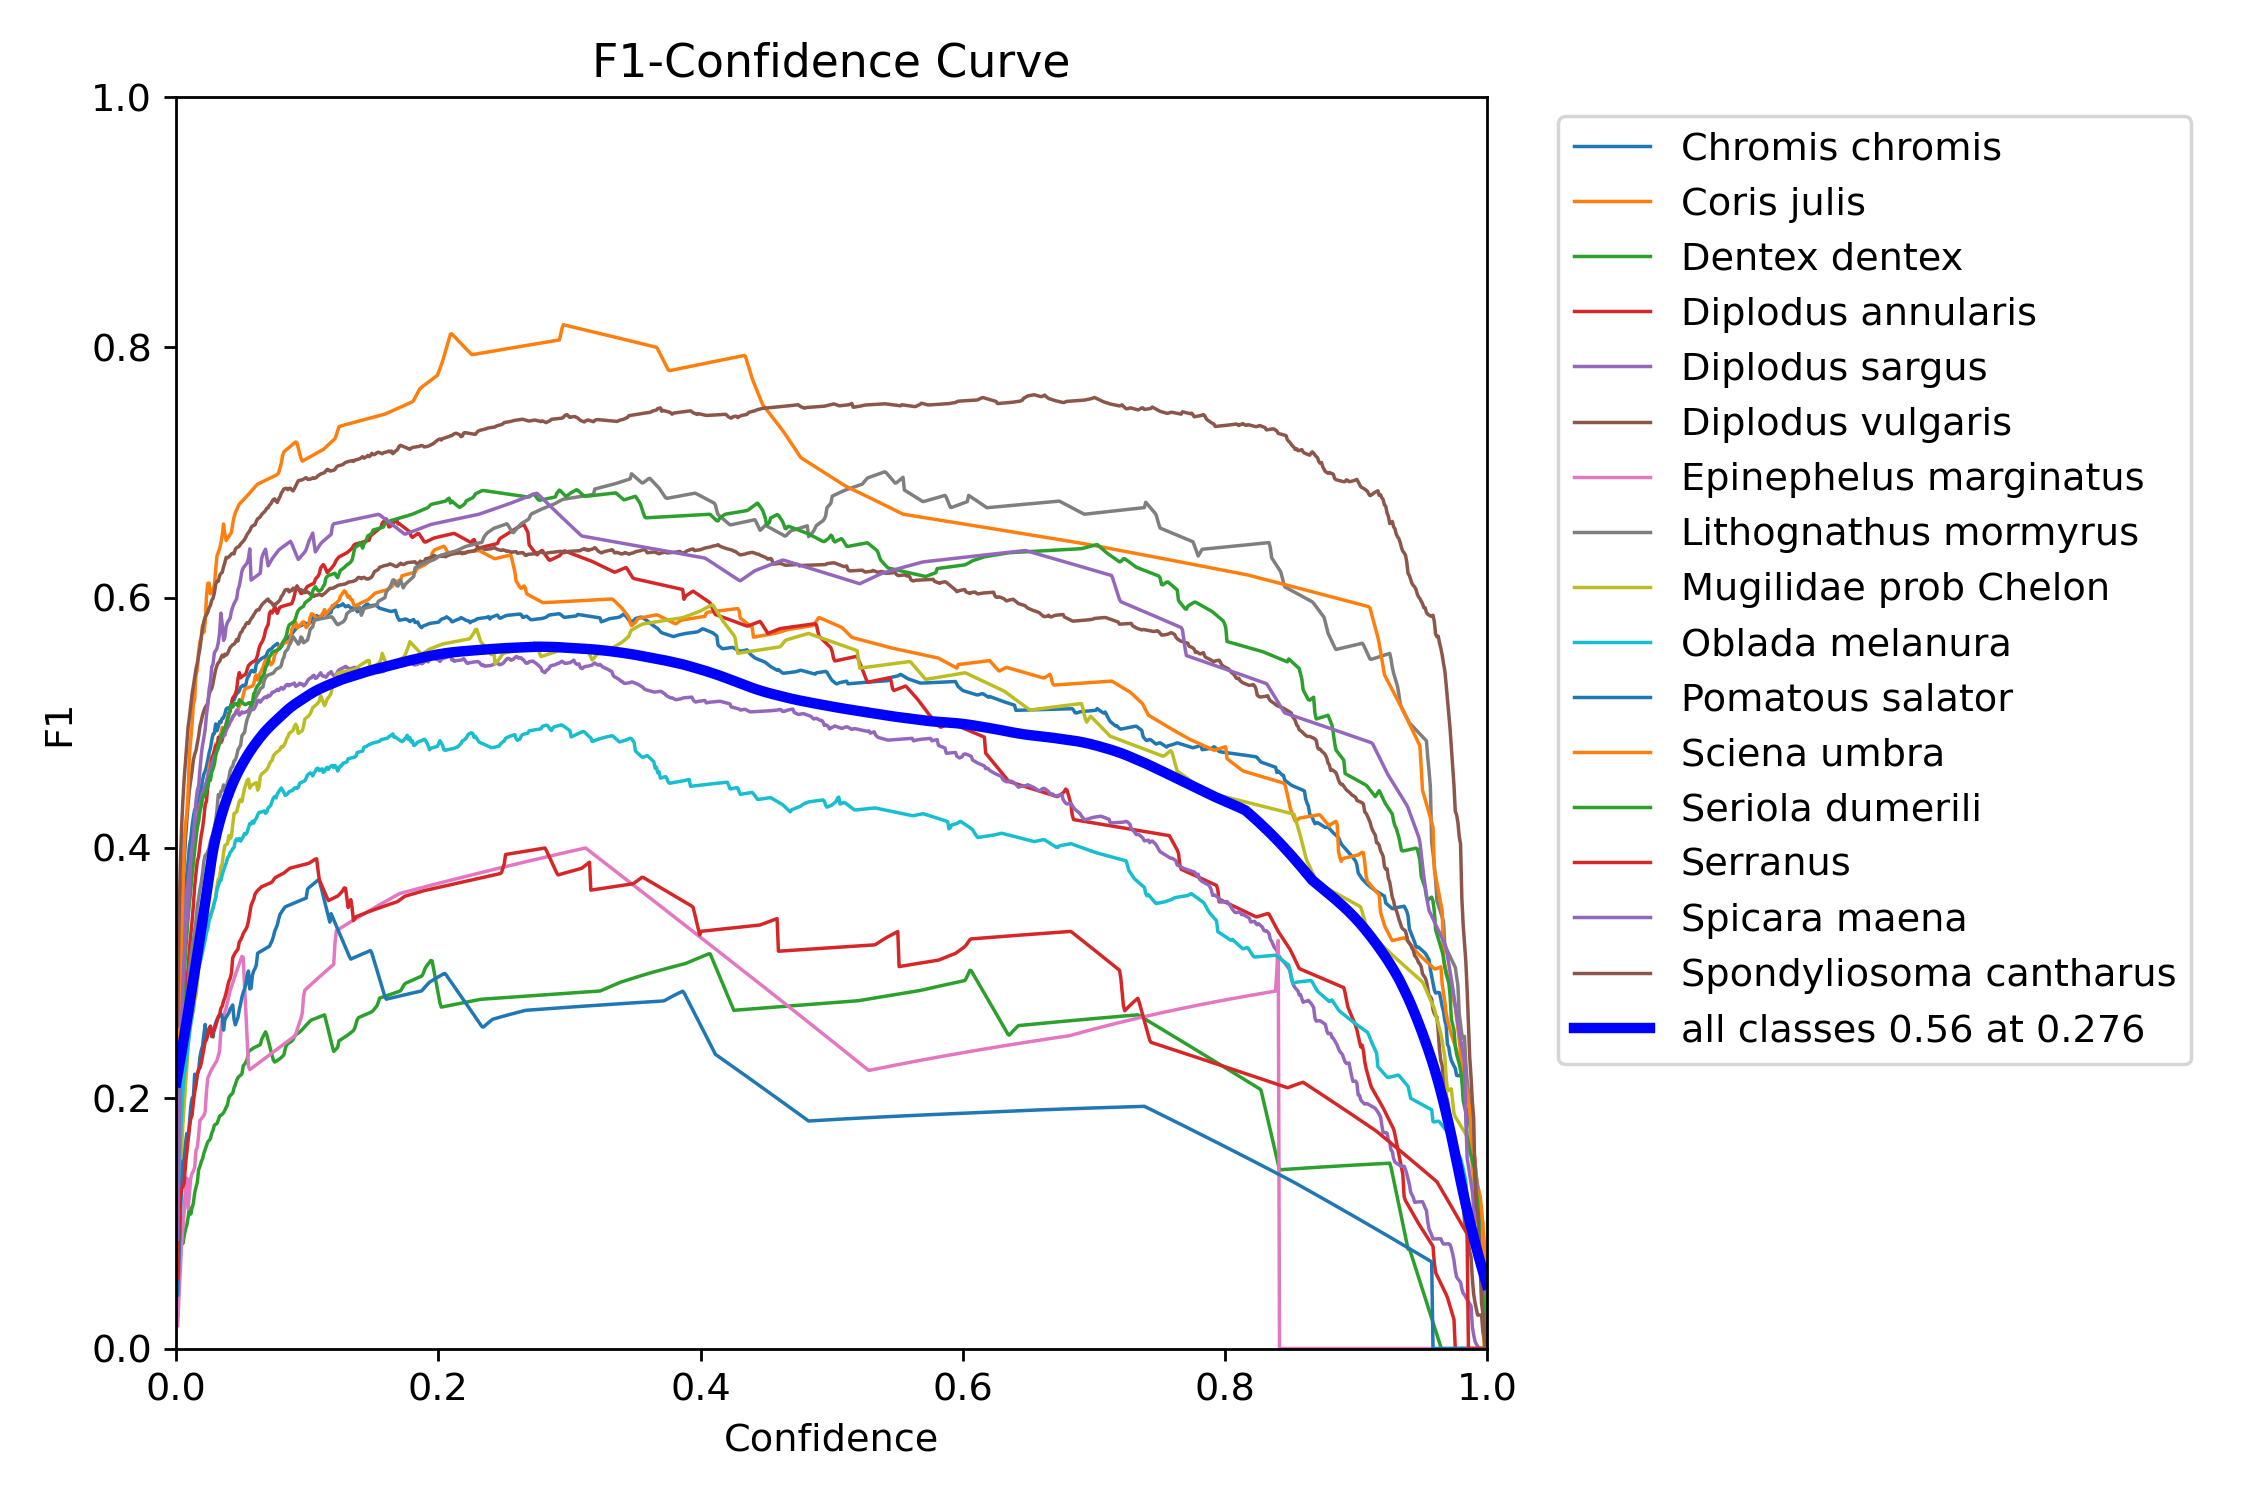 F1-Confidence Curve
1.0
0.8
0.6
0.4
0.2
0.0
F1
0.0 0.2 0.4 0.6 0.8 1.0
Confidence
Chromis chromis
Coris julis
Dentex dentex
Diplodus annularis
Diplodus sargus
Diplodus vulgaris
Epinephelus marginatus
Lithognathus mormyrus
Mugilidae prob Chelon
Oblada melanura
Pomatous salator
Sciena umbra
Seriola dumerili
Serranus
Spicara maena
Spondyliosoma cantharus
all classes 0.56 at 0.276